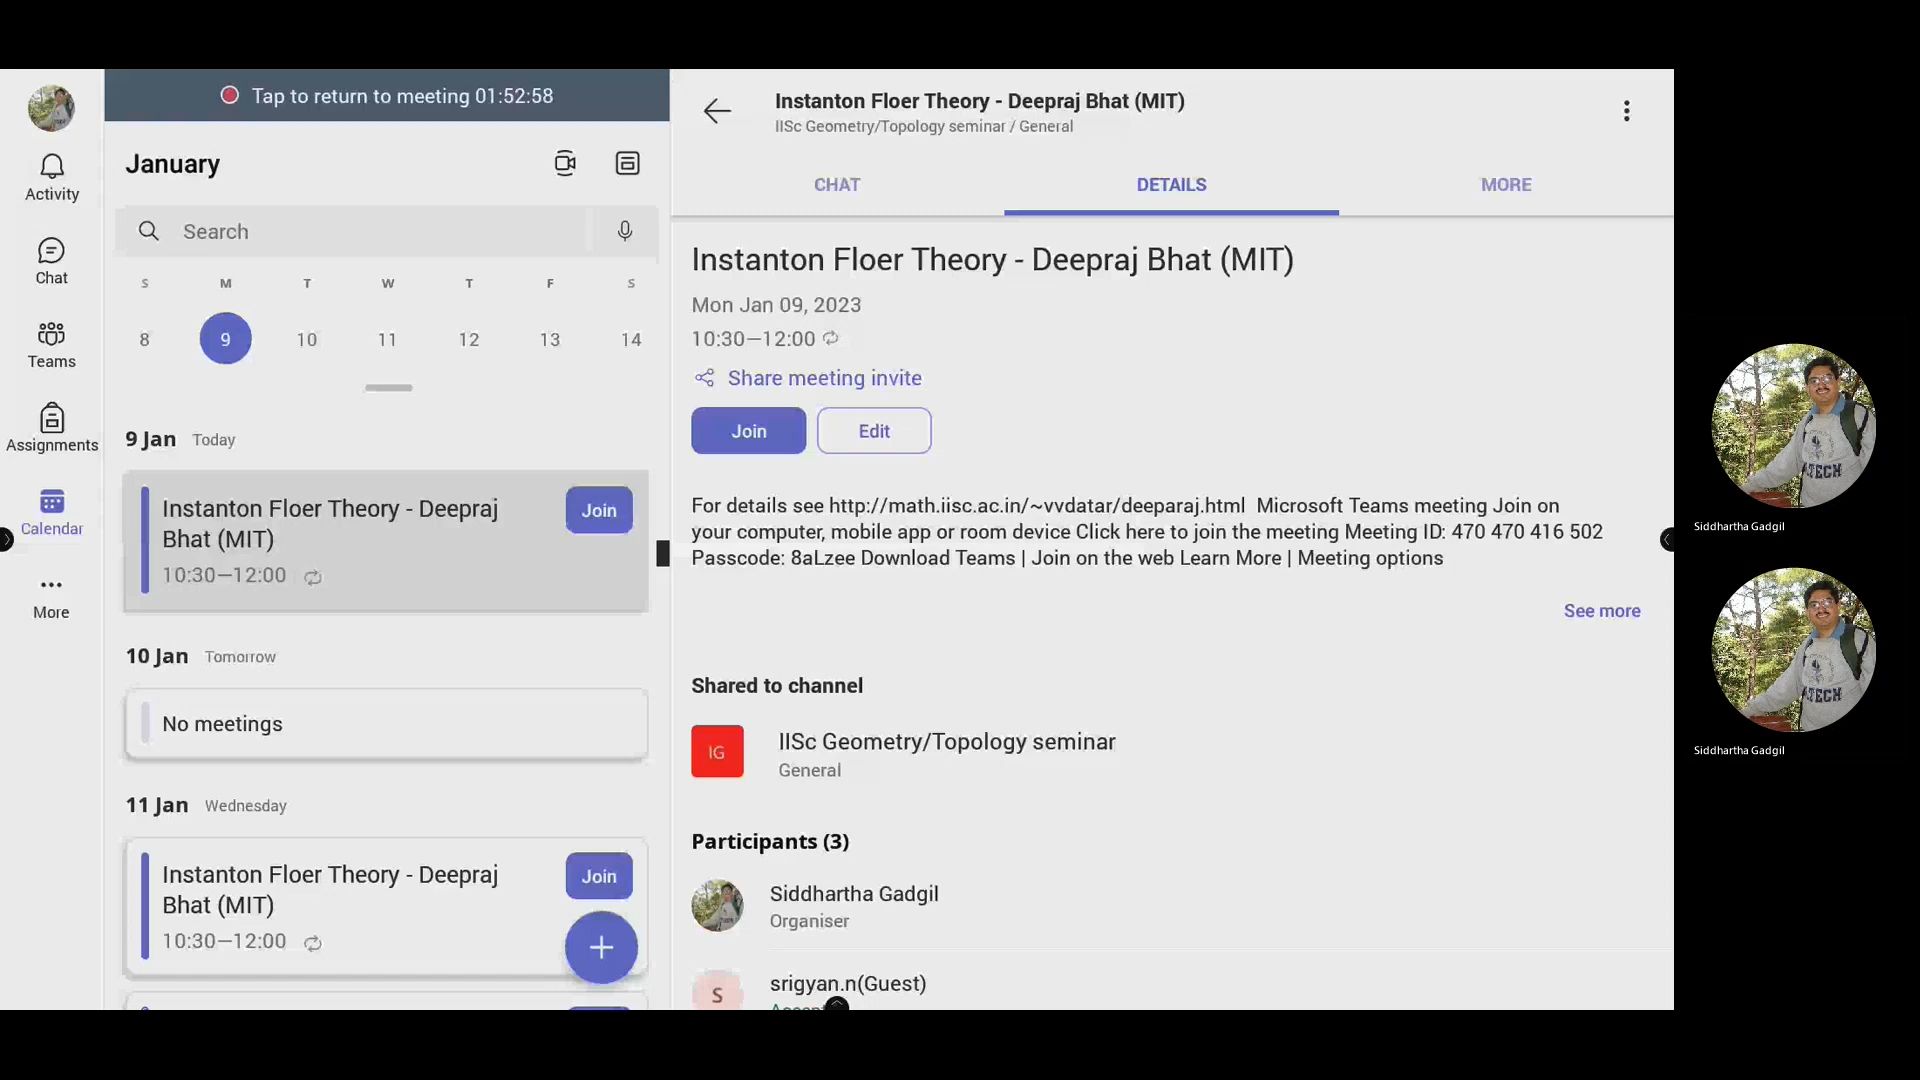 Tap to return to meeting 01:52:58
Activity
Chat
Teams
Assignments
Calendar
More
January
Search
S M T W T F S
8 9 10 11 12 13 14
9 Jan Today
Instanton Floer Theory - Deepraj
Bhat (MIT)
10:30—12:00
Join
10 Jan Tomorrow
No meetings
11 Jan Wednesday
Instanton Floer Theory - Deepraj
Bhat (MIT)
10:30—12:00
Join
Instanton Floer Theory - Deepraj Bhat (MIT)
IISc Geometry/Topology seminar / General
CHAT DETAILS MORE
Instanton Floer Theory - Deepraj Bhat (MIT)
Mon Jan 09, 2023
10:30—12:00
Share meeting invite
Join Edit
For details see http://math.iisc.ac.in/~vvdatar/deeparaj.html Microsoft Teams meeting Join on
your computer, mobile app or room device Click here to join the meeting Meeting ID: 470 470 416 502
Passcode: 8aLzee Download Teams | Join on the web Learn More | Meeting options
See more
Shared to channel
IG
IISc Geometry/Topology seminar
General
Participants (3)
Siddhartha Gadgil
Organiser
S
srigyan.n(Guest)
TECH
Siddhartha Gadgil
TECH
Siddhartha Gadgil